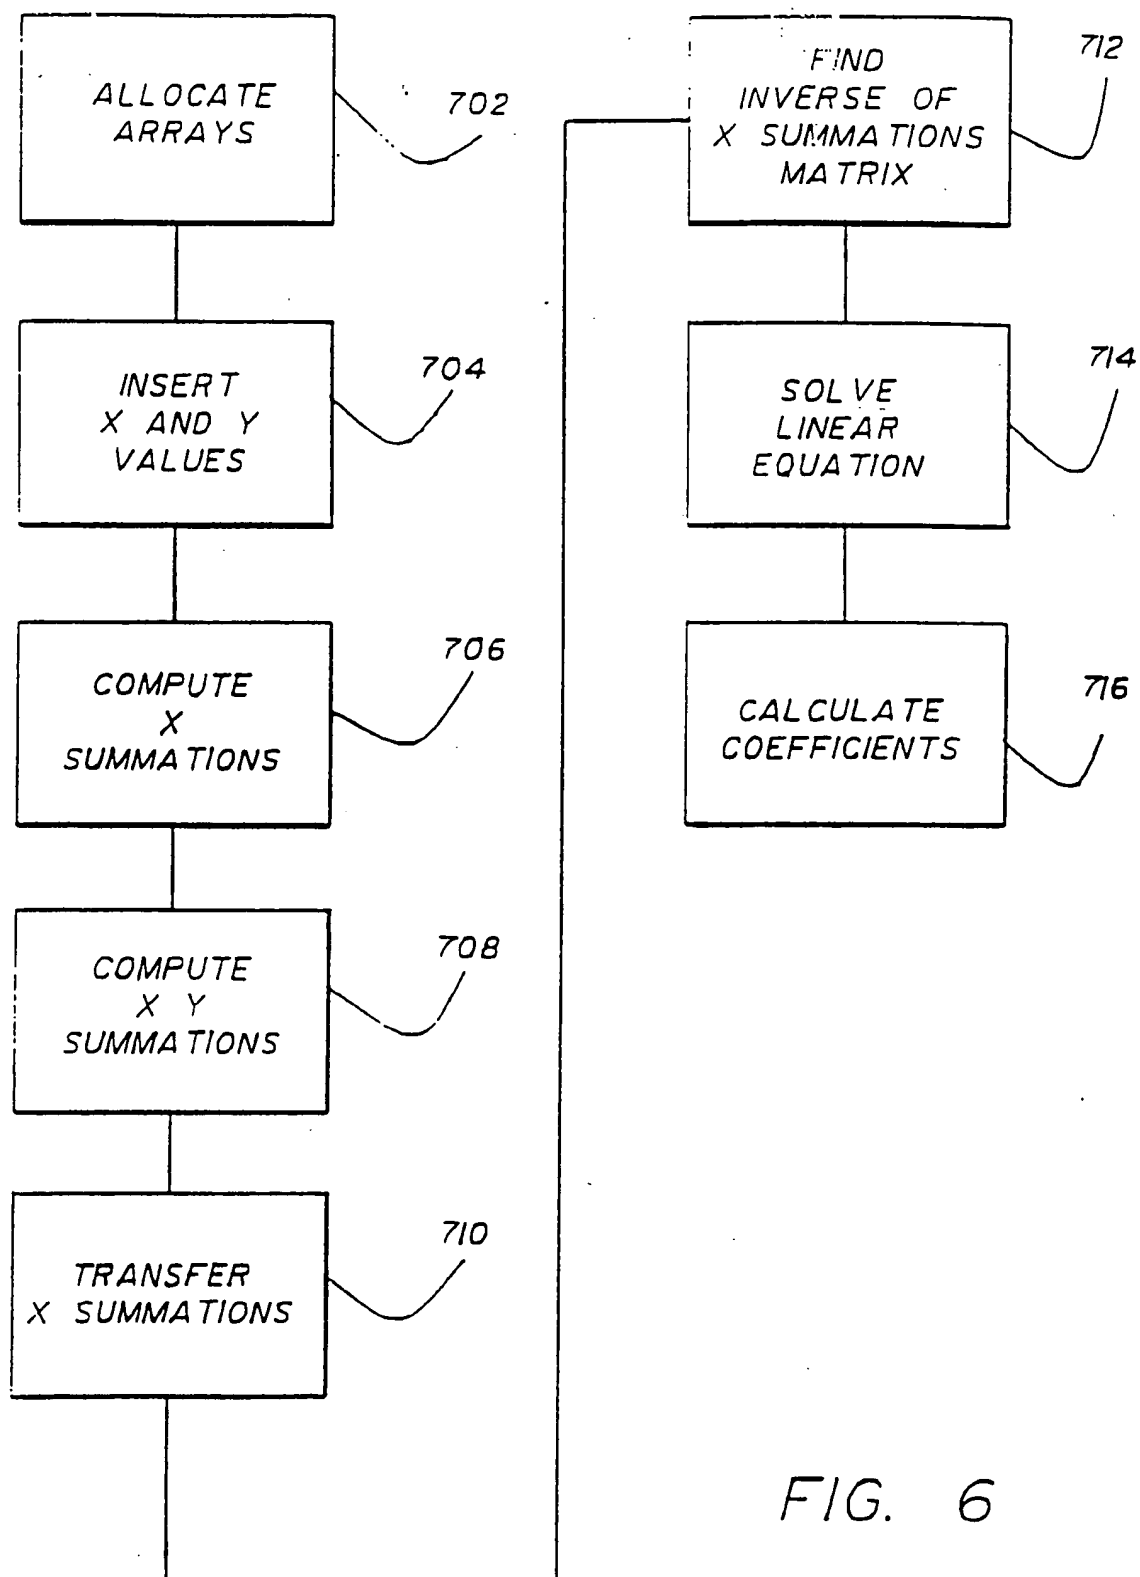 ALLOCATE
ARRAYS
702
INSERT
X AND Y
VALUES
704
COMPUTE
X
SUMMATIONS
706
COMPUTE
X Y
SUMMATIONS
708
TRANSFER
X SUMMATIONS
710
FIND
INVERSE OF
X SUMMATIONS
MATRIX
712
SOLVE
LINEAR
EQUATION
714
CALCULATE
COEFFICIENTS
716
FIG. 6